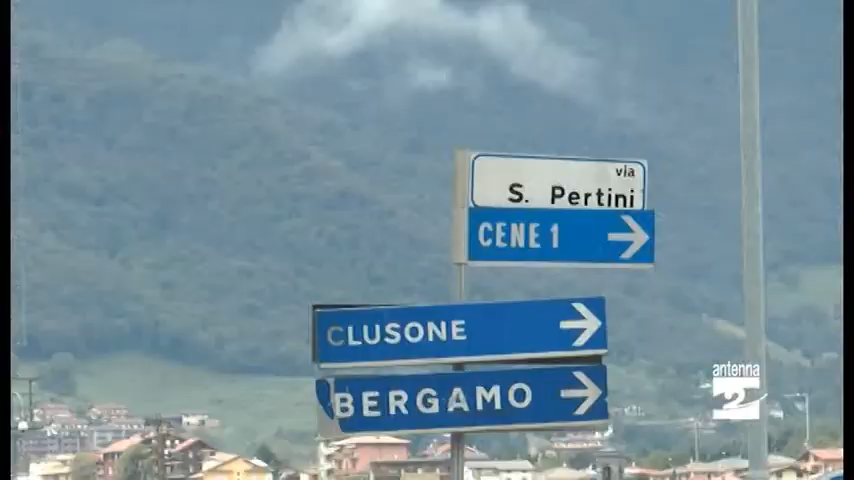 via
S. Pertini
CENE 1
CLUSONE
BERGAMO
antenna
2